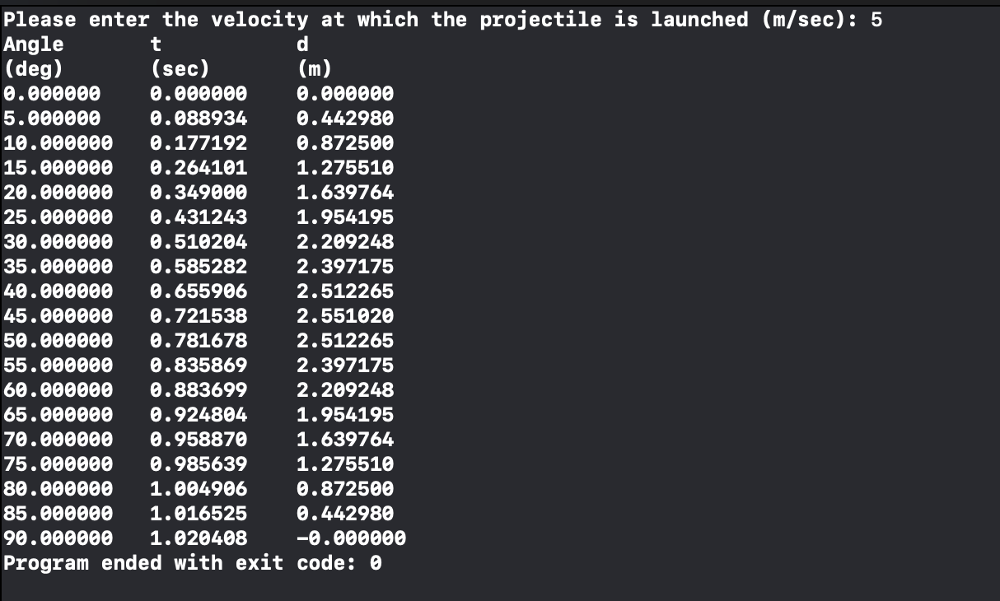 Please enter the velocity at which the projectile is launched (m/sec): 5
Angle t d
(deg) (sec) (m)
0.000000 0.000000 0.000000
5.000000 0.088934 0.442980
10.000000 0.177192 0.872500
15.000000 0.264101 1.275510
20.000000 0.349000 1.639764
25.000000 0.431243 1.954195
30.000000 0.510204 2.209248
35.000000 0.585282 2.397175
40.000000 0.655906 2.512265
45.000000 0.721538 2.551020
50.000000 0.781678 2.512265
55.000000 0.835869 2.397175
60.000000 0.883699 2.209248
65.000000 0.924804 1.954195
70.000000 0.958870 1.639764
75.000000 0.985639 1.275510
80.000000 1.004906 0.872500
85.000000 1.016525 0.442980
90.000000 1.020408 -0.000000
Program ended with exit code: 0